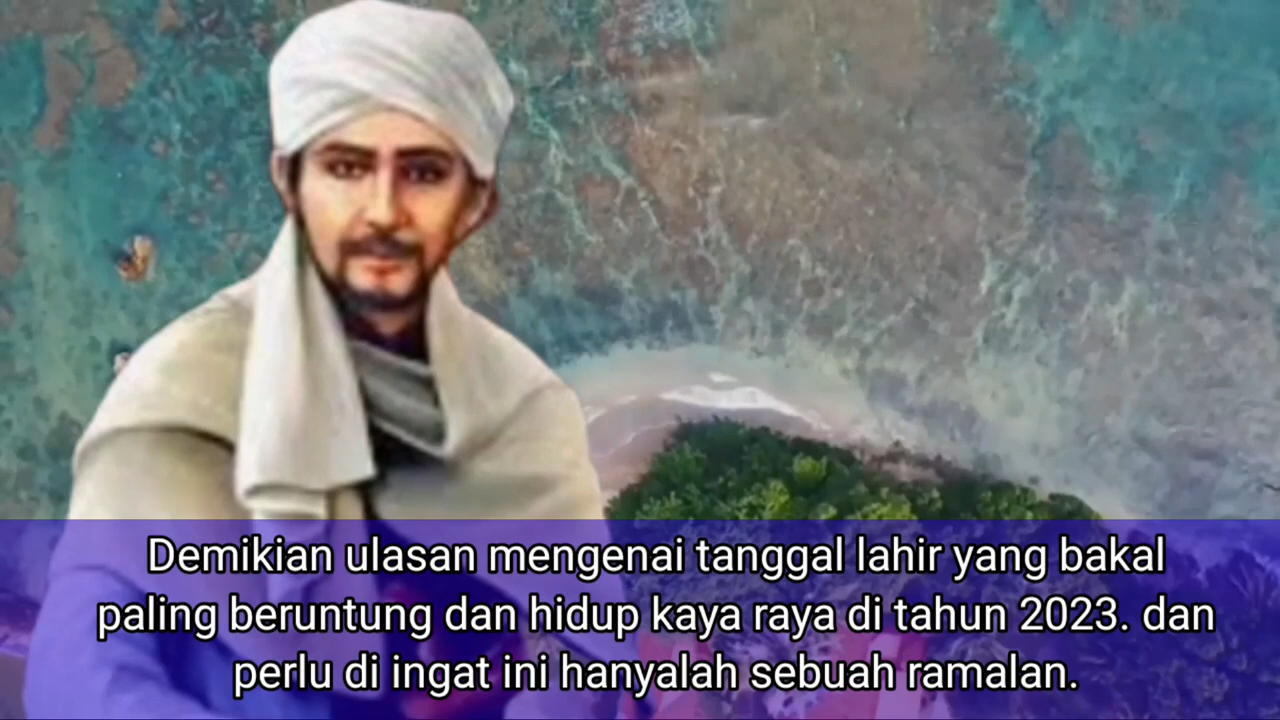 Demikian ulasan mengenai tanggal lahir yang bakal
paling beruntung dan hidup kaya raya di tahun 2023. dan
perlu di ingat ini hanyalah sebuah ramalan.